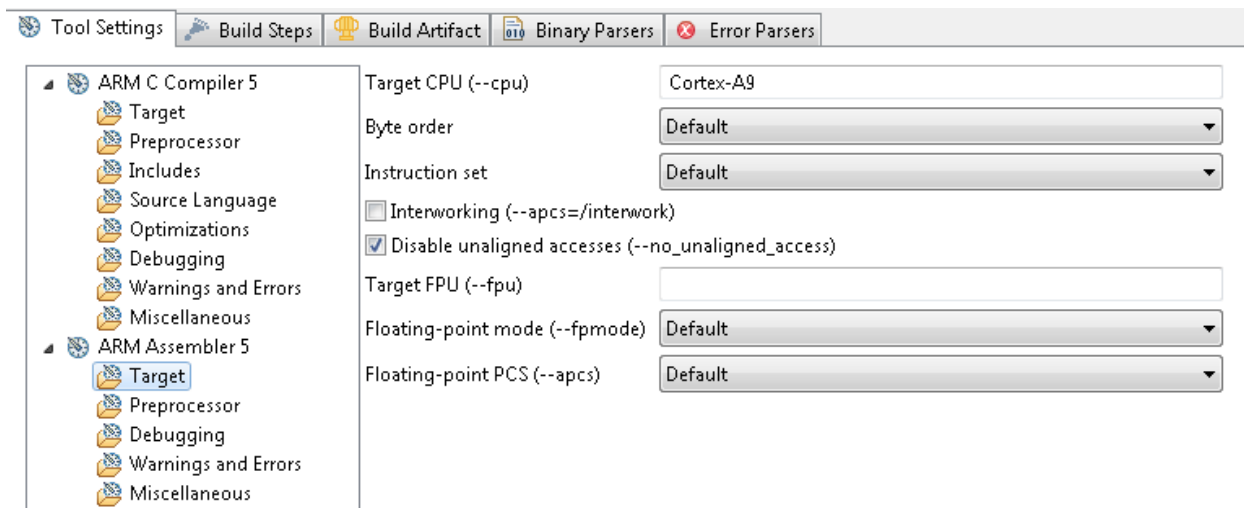 Tool Settings Build Steps Build Artifact Binary Parsers Error Parsers
ARM C Compiler 5
Target
Preprocessor
Includes
Source Language
Optimizations
Debugging
Warnings and Errors
Miscellaneous
ARM Assembler 5
Target
Preprocessor
Debugging
Warnings and Errors
Miscellaneous
Target CPU (--cpu) Cortex-A9
Byte order Default
Instruction set Default
Interworking (--apcs=/interwork)
Disable unaligned accesses (--no_unaligned_access)
Target FPU (--fpu)
Floating-point mode (--fpmode) Default
Floating-point PCS (--apcs) Default